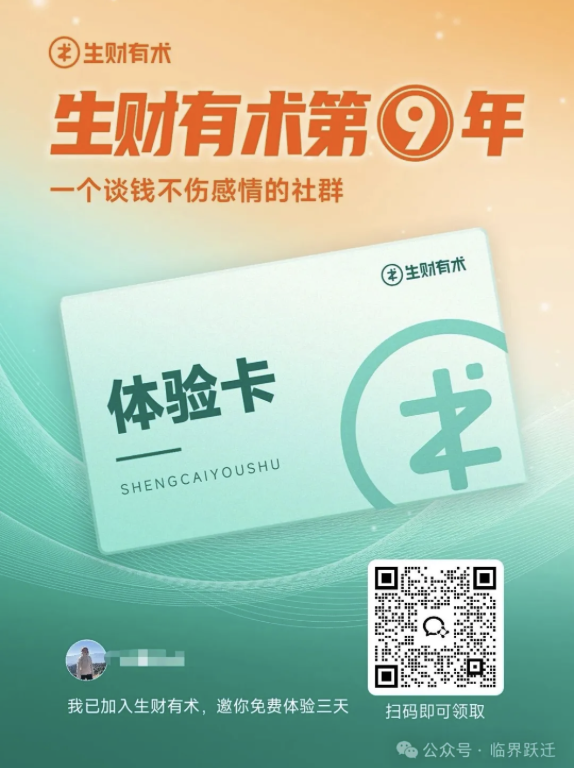 生财有术
生财有术第9年
一个谈钱不伤感情的社群
生财有术
体验卡
SHENGCAIYOUSHU
我已加入生财有术，邀你免费体验三天
扫码即可领取
公众号·临界跃迁